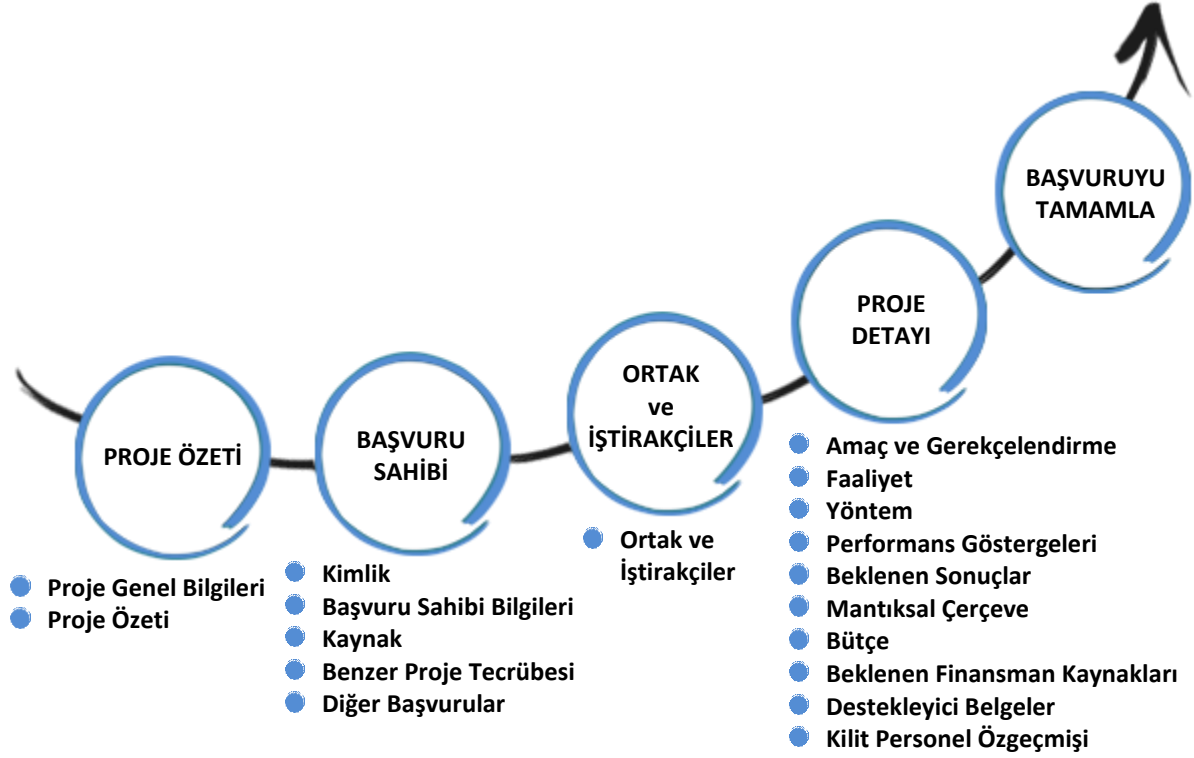 PROJE ÖZETİ
Proje Genel Bilgileri
Proje Özeti
BAŞVURU
SAHİBİ
Kimlik
Başvuru Sahibi Bilgileri
Kaynak
Benzer Proje Tecrübesi
Diğer Başvurular
ORTAK
ve
İŞTİRAKÇİLER
Ortak ve
İştirakçiler
PROJE
DETAYI
Amaç ve Gerekçelendirme
Faaliyet
Yöntem
Performans Göstergeleri
Beklenen Sonuçlar
Mantıksal Çerçeve
Bütçe
Beklenen Finansman Kaynakları
Destekleyici Belgeler
Kilit Personel Özgeçmişi
BAŞVURUYU
TAMAMLA